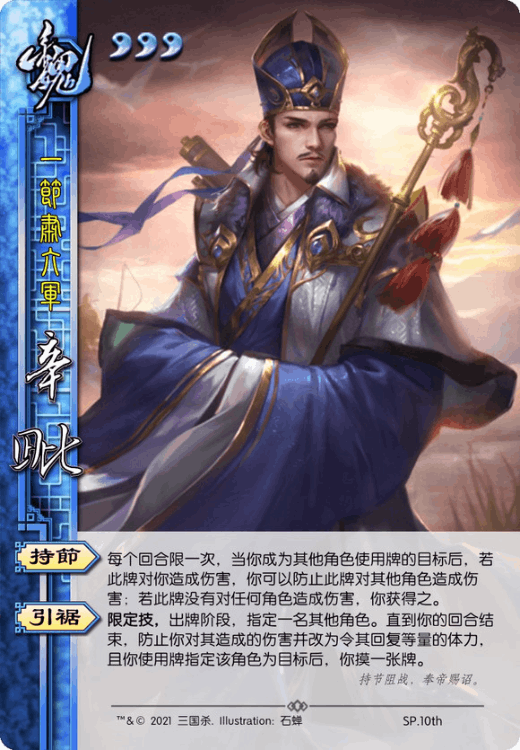 魏
一節肅六軍
辛毗
持節
每个回合限一次，当你成为其他角色使用牌的目标后，若
此牌对你造成伤害，你可以防止此牌对其他角色造成伤
害；若此牌没有对任何角色造成伤害，你获得之。
引裾
限定技，出牌阶段，指定一名其他角色。直到你的回合结
束，防止你对其造成的伤害并改为令其回复等量的体力，
且你使用牌指定该角色为目标后，你摸一张牌。
持节阻战，奉帝赐诏。
™&© 2021 三国杀. Illustration: 石蝉
SP.10th